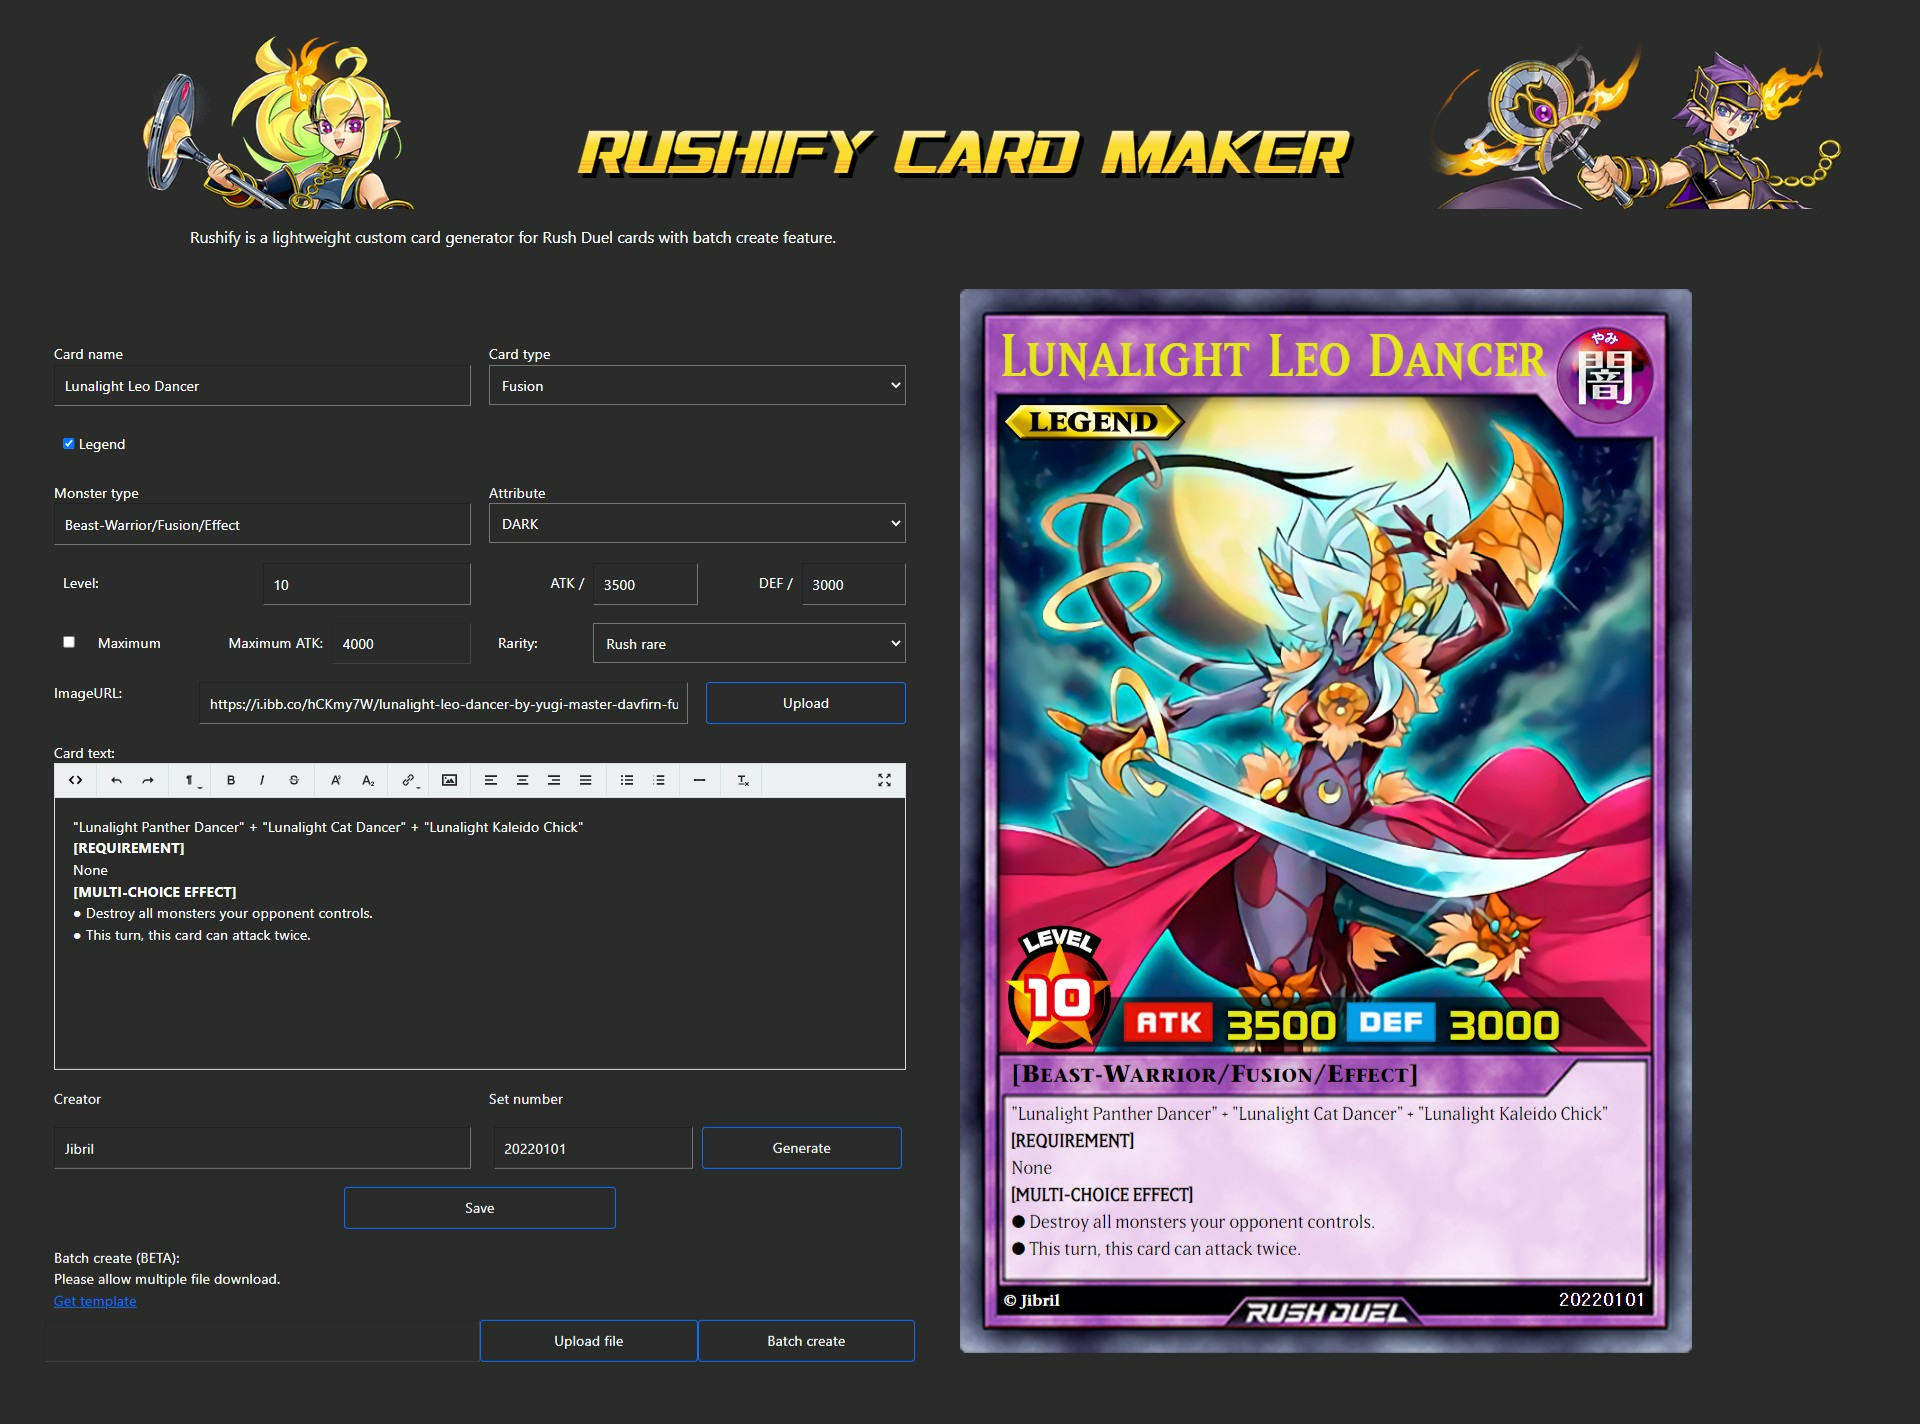 RUSHIFY CARD MAKER
Rushify is a lightweight custom card generator for Rush Duel cards with batch create feature.
Card name
Card type
Lunalight Leo Dancer
Fusion
Legend
Monster type
Attribute
Beast-Warrior/Fusion/Effect
DARK
Level:
10
ATK /
3500
DEF /
3000
Maximum
Maximum ATK:
4000
Rarity:
Rush rare
ImageURL:
https://i.ibb.co/hCKmy7W/lunalight-leo-dancer-by-yugi-master-davfirn-fu
Upload
Card text:
"Lunalight Panther Dancer" + "Lunalight Cat Dancer" + "Lunalight Kaleido Chick"
[REQUIREMENT]
None
[MULTI-CHOICE EFFECT]
● Destroy all monsters your opponent controls.
● This turn, this card can attack twice.
Creator
Set number
Jibril
20220101
Generate
Save
Batch create (BETA):
Please allow multiple file download.
Get template
Upload file
Batch create
Lunalight Leo Dancer
やみ
闇
LEGEND
LEVEL
10
ATK 3500 DEF 3000
[Beast-Warrior/Fusion/Effect]
"Lunalight Panther Dancer" + "Lunalight Cat Dancer" + "Lunalight Kaleido Chick"
[REQUIREMENT]
None
[MULTI-CHOICE EFFECT]
● Destroy all monsters your opponent controls.
● This turn, this card can attack twice.
© Jibril
RUSH DUEL
20220101